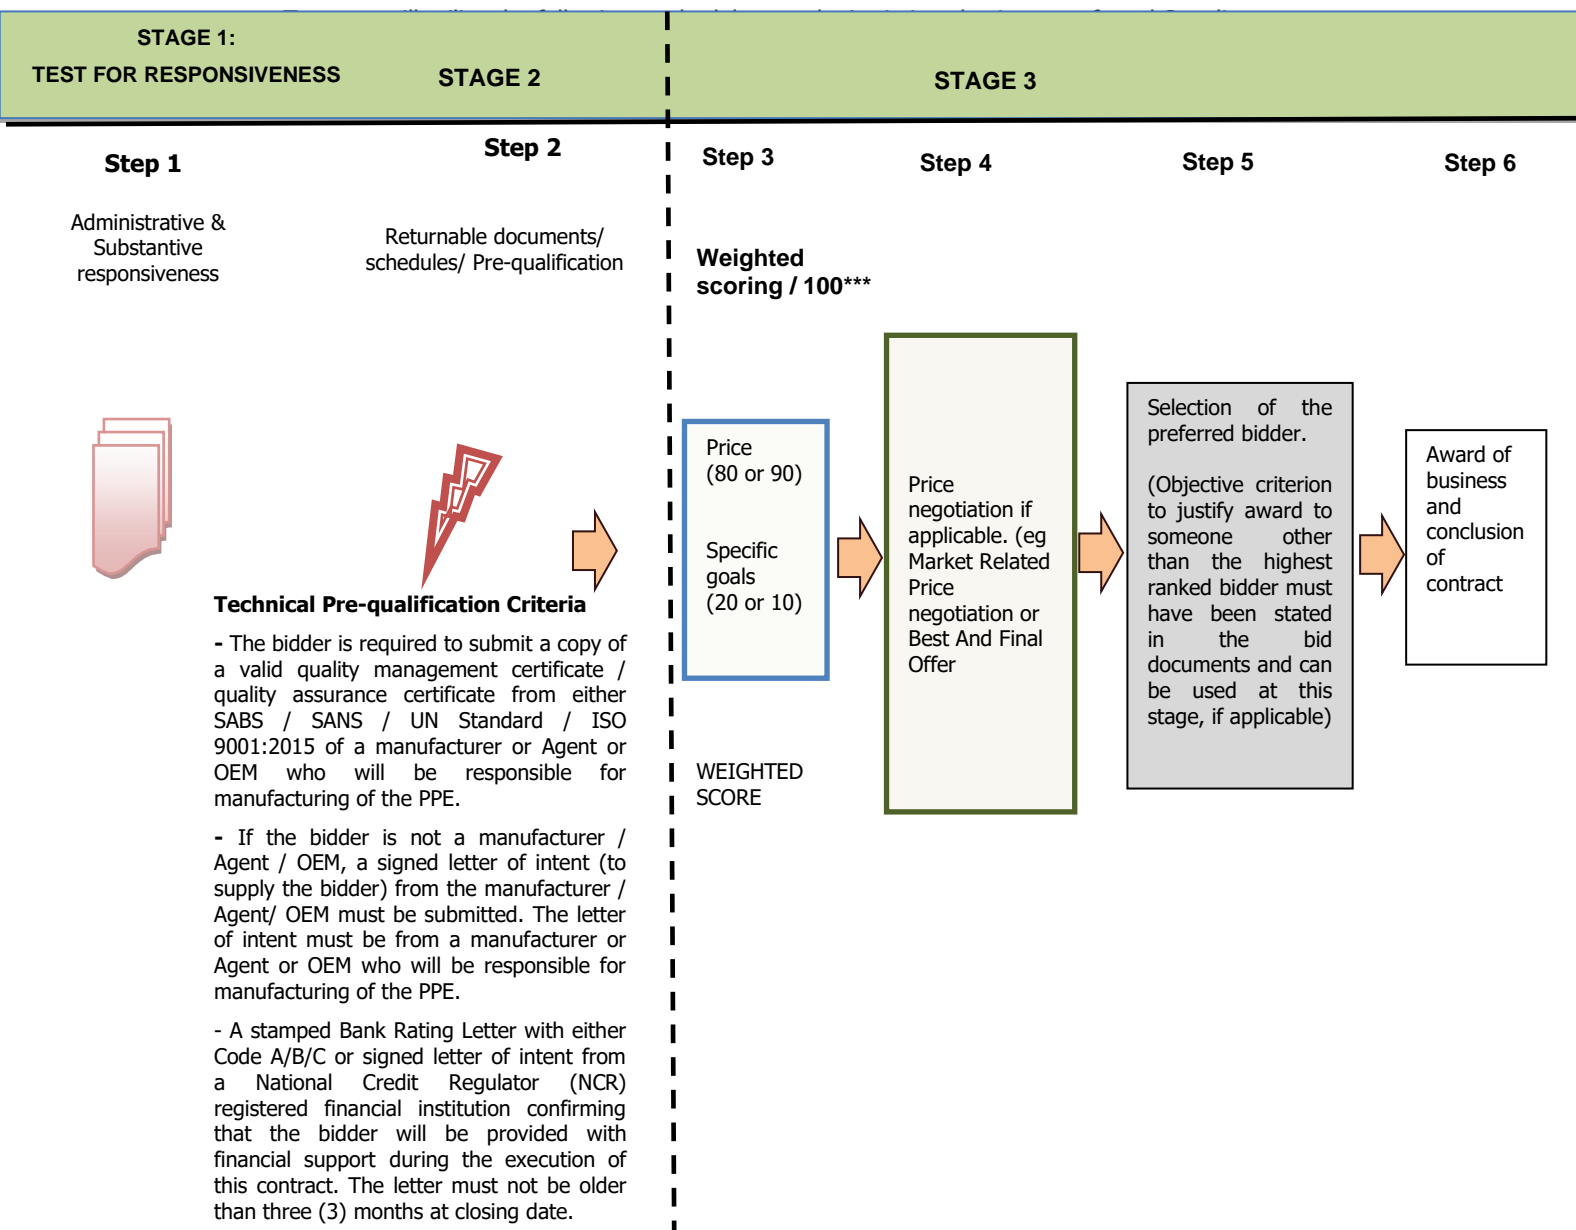 STAGE 1:
TEST FOR RESPONSIVENESS
STAGE 2
STAGE 3
Step 1
Step 2
Step 3
Step 4
Step 5
Step 6
Administrative &
Substantive
responsiveness
Returnable documents/
schedules/ Pre-qualification
Weighted
scoring / 100***
Technical Pre-qualification Criteria
- The bidder is required to submit a copy of
a valid quality management certificate /
quality assurance certificate from either
SABS / SANS / UN Standard / ISO
9001:2015 of a manufacturer or Agent or
OEM who will be responsible for
manufacturing of the PPE.
- If the bidder is not a manufacturer /
Agent / OEM, a signed letter of intent (to
supply the bidder) from the manufacturer /
Agent/ OEM must be submitted. The letter
of intent must be from a manufacturer or
Agent or OEM who will be responsible for
manufacturing of the PPE.
- A stamped Bank Rating Letter with either
Code A/B/C or signed letter of intent from
a National Credit Regulator (NCR)
registered financial institution confirming
that the bidder will be provided with
financial support during the execution of
this contract. The letter must not be older
than three (3) months at closing date.
Price
(80 or 90)
Specific
goals
(20 or 10)
WEIGHTED
SCORE
Price
negotiation if
applicable. (eg
Market Related
Price
negotiation or
Best And Final
Offer
Selection of the
preferred bidder.
(Objective criterion
to justify award to
someone other
than the highest
ranked bidder must
have been stated
in the bid
documents and can
be used at this
stage, if applicable)
Award of
business
and
conclusion
of
contract